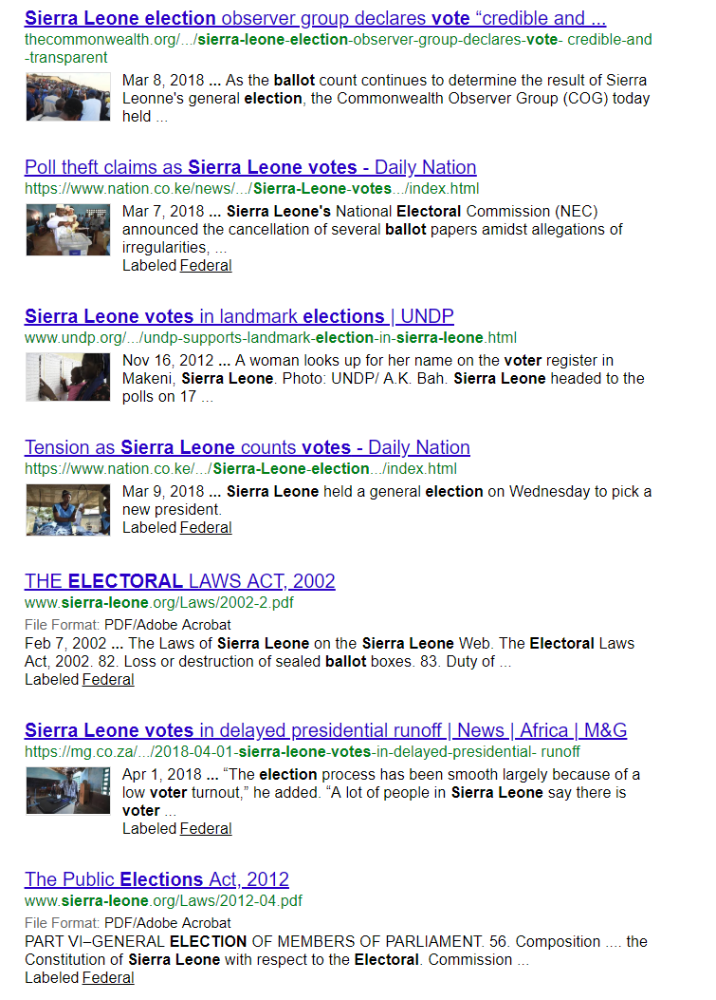 Sierra Leone election observer group declares vote “credible and ...
thecommonwealth.org/.../sierra-leone-election-observer-group-declares-vote- credible-and
-transparent
Mar 8, 2018 ... As the ballot count continues to determine the result of Sierra
Leonne's general election, the Commonwealth Observer Group (COG) today
held ...
Poll theft claims as Sierra Leone votes - Daily Nation
https://www.nation.co.ke/news/.../Sierra-Leone-votes.../index.html
Mar 7, 2018 ... Sierra Leone's National Electoral Commission (NEC)
announced the cancellation of several ballot papers amidst allegations of
irregularities, ...
Labeled Federal
Sierra Leone votes in landmark elections | UNDP
www.undp.org/.../undp-supports-landmark-election-in-sierra-leone.html
Nov 16, 2012 ... A woman looks up for her name on the voter register in
Makeni, Sierra Leone. Photo: UNDP/ A.K. Bah. Sierra Leone headed to the
polls on 17 ...
Tension as Sierra Leone counts votes - Daily Nation
https://www.nation.co.ke/.../Sierra-Leone-election.../index.html
Mar 9, 2018 ... Sierra Leone held a general election on Wednesday to pick a
new president.
Labeled Federal
THE ELECTORAL LAWS ACT, 2002
www.sierra-leone.org/Laws/2002-2.pdf
File Format: PDF/Adobe Acrobat
Feb 7, 2002 ... The Laws of Sierra Leone on the Sierra Leone Web. The Electoral Laws
Act, 2002. 82. Loss or destruction of sealed ballot boxes. 83. Duty of ...
Labeled Federal
Sierra Leone votes in delayed presidential runoff | News | Africa | M&G
https://mg.co.za/.../2018-04-01-sierra-leone-votes-in-delayed-presidential- runoff
Apr 1, 2018 ... “The election process has been smooth largely because of a
low voter turnout,” he added. “A lot of people in Sierra Leone say there is
voter ...
Labeled Federal
The Public Elections Act, 2012
www.sierra-leone.org/Laws/2012-04.pdf
File Format: PDF/Adobe Acrobat
PART VI–GENERAL ELECTION OF MEMBERS OF PARLIAMENT. 56. Composition .... the
Constitution of Sierra Leone with respect to the Electoral. Commission ...
Labeled Federal